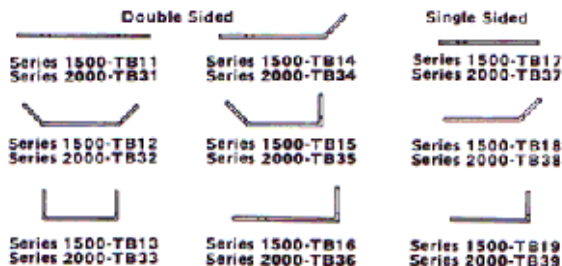 Double Sided
Single Sided
Series 1500-TB11
Series 2000-TB31
Series 1500-TB14
Series 2000-TB34
Series 1500-TB17
Series 2000-TB37
Series 1500-TB12
Series 2000-TB32
Series 1500-TB15
Series 2000-TB35
Series 1500-TB18
Series 2000-TB38
Series 1500-TB13
Series 2000-TB33
Series 1500-TB16
Series 2000-TB36
Series 1500-TB19
Series 2000-TB39